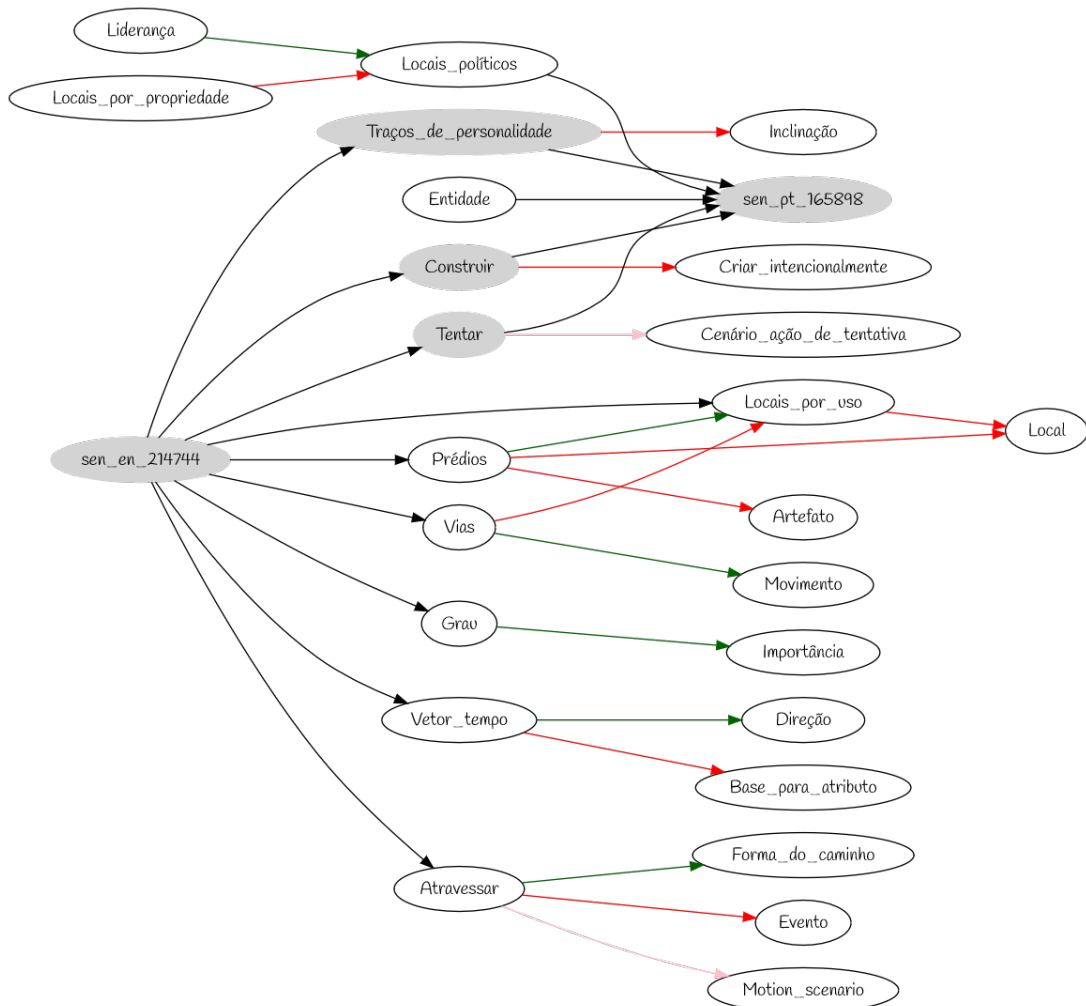 Liderança
Locais_políticos
Locais_por_propriedade
Traços_de_personalidade
Inclinação
Entidade
sen_pt_165898
Construir
Criar_intencionalmente
Tentar
Cenário_ação_de_tentativa
Locais_por_uso
Local
sen_en_214744
Prédios
Artefato
Vias
Movimento
Grau
Importância
Vetor_tempo
Direção
Base_para_atributo
Forma_do_caminho
Atravessar
Evento
Motion_scenario